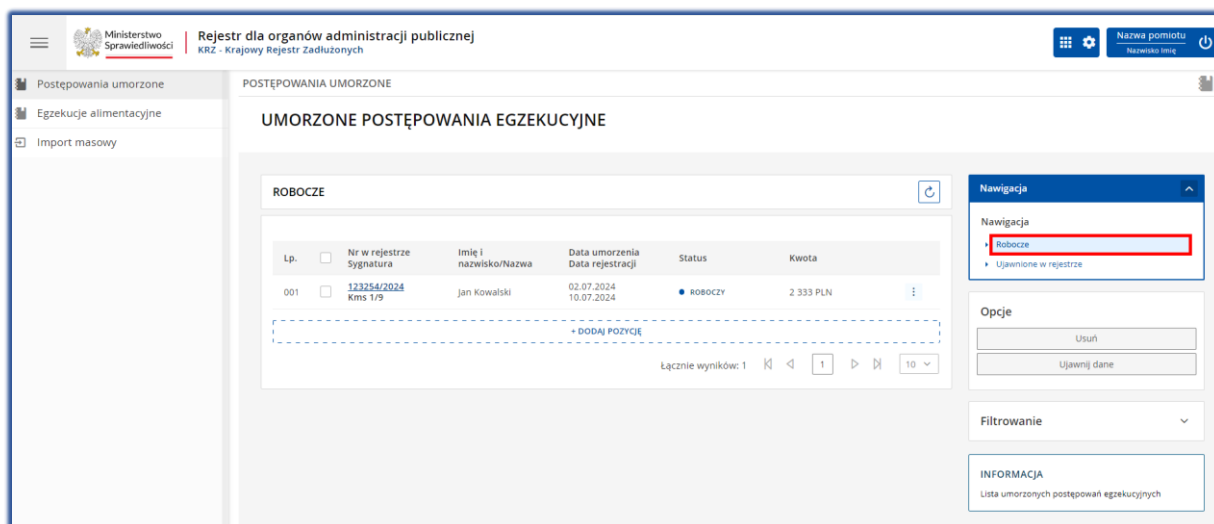 Ministerstwo
Sprawiedliwości
Rejestr dla organów administracji publicznej
KRZ - Krajowy Rejestr Zadłużonych
Nazwa pomiotu
Nazwisko Imię
Postępowania umorzone
Egzekucje alimentacyjne
Import masowy
POSTĘPOWANIA UMORZONE
UMORZONE POSTĘPOWANIA EGZEKUCYJNE
ROBOCZE
Lp.
Nr w rejestrze
Sygnatura
Imię i
nazwisko/Nazwa
Data umorzenia
Data rejestracji
Status
Kwota
001
123254/2024
Kms 1/9
Jan Kowalski
02.07.2024
10.07.2024
ROBOCZY
2 333 PLN
+ DODAJ POZYCJĘ
Łącznie wyników: 1
1
10
Nawigacja
Nawigacja
Robocze
Ujawnione w rejestrze
Opcje
Usuń
Ujawnij dane
Filtrowanie
INFORMACJA
Lista umorzonych postępowań egzekucyjnych